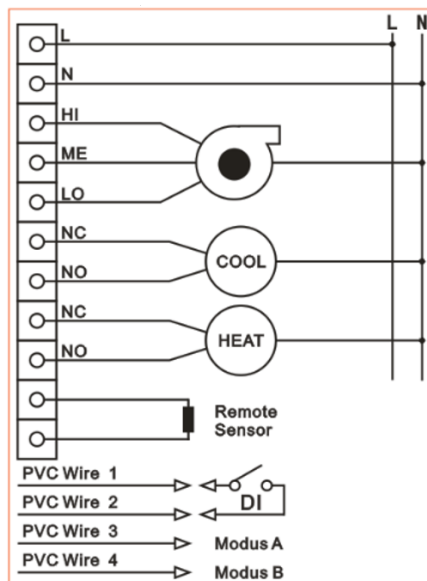 L N
L
N
HI
ME
LO
NC
COOL
NO
NC
HEAT
NO
Remote
Sensor
PVC Wire 1
DI
PVC Wire 2
PVC Wire 3 Modus A
PVC Wire 4 Modus B